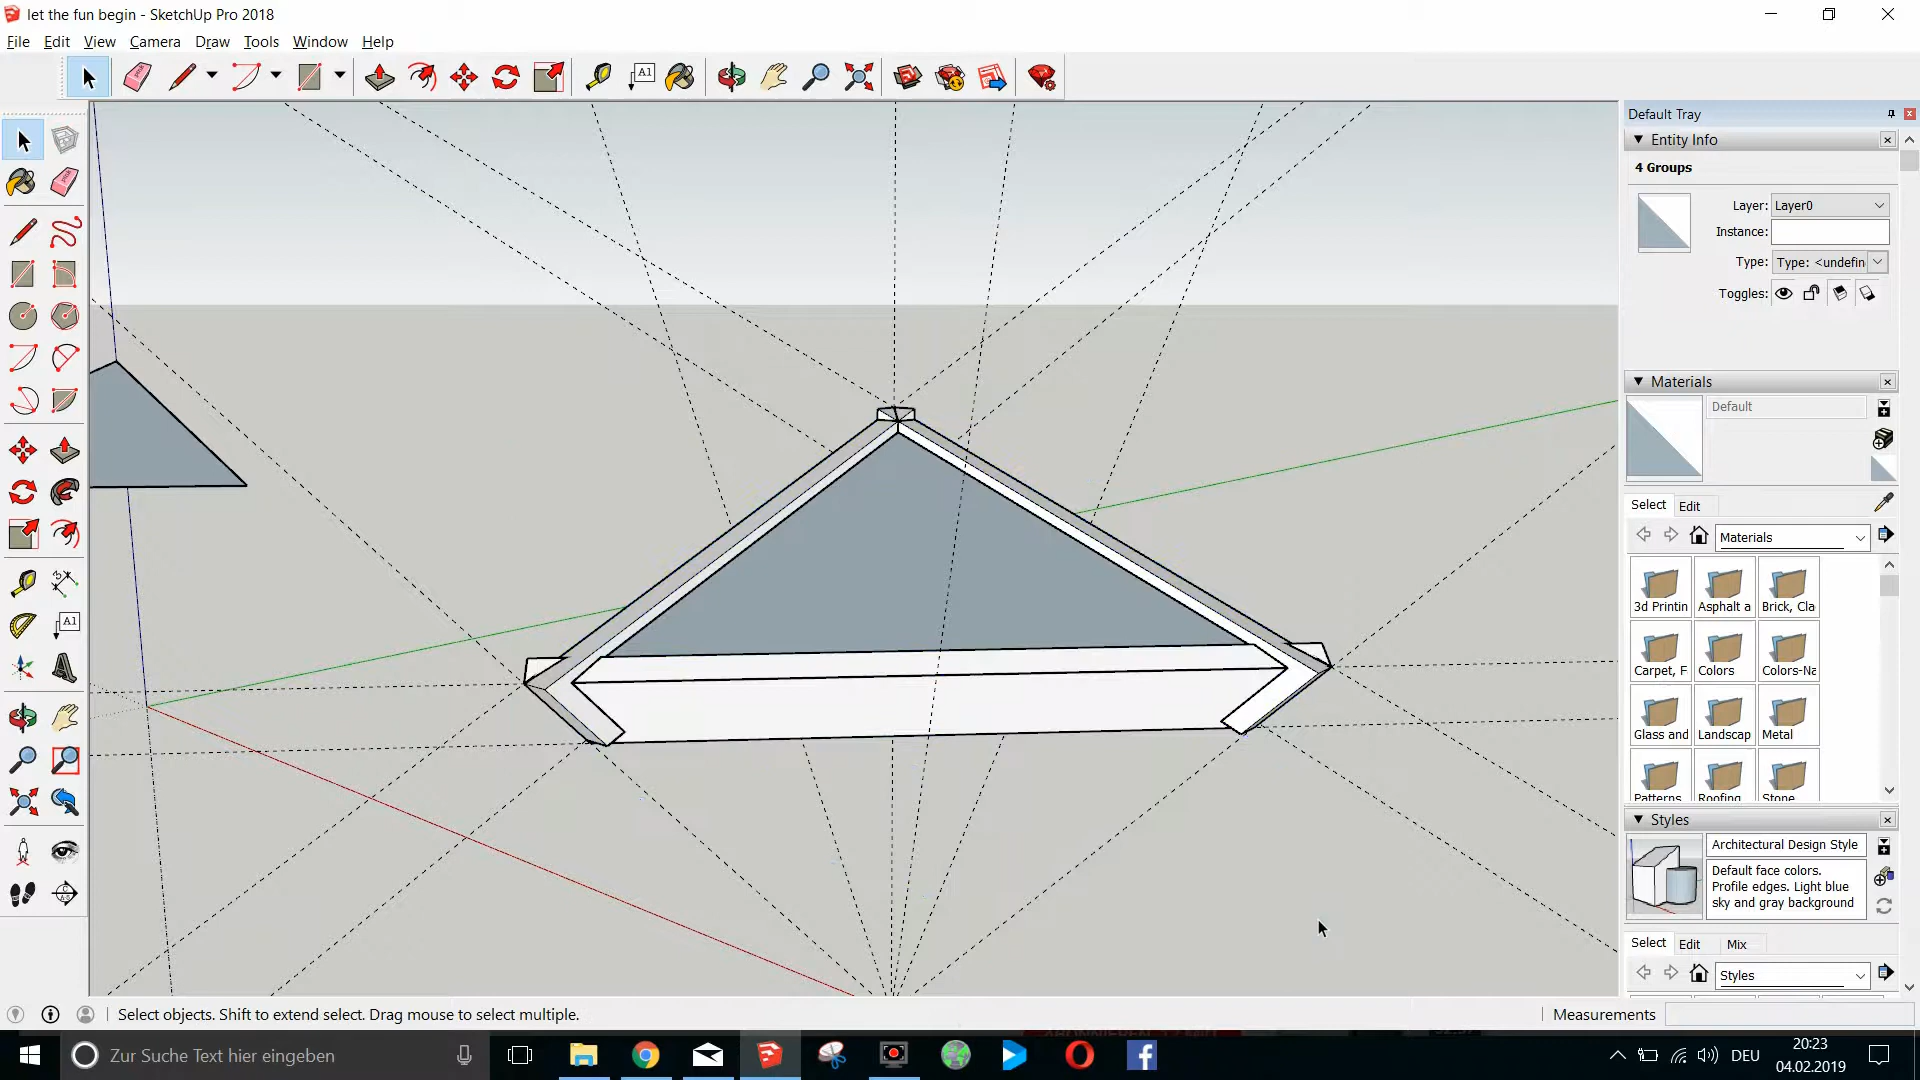 let the fun begin - SketchUp Pro 2018
File Edit View Camera Draw Tools Window Help
A1
Default Tray
Entity Info
4 Groups
Layer: Layer0
Instance:
Type: Type: <undefin
Toggles:
Materials
Default
A1
Select Edit
Materials
3d Printin Asphalt a Brick, Cla
Carpet, F Colors Colors-Na
Glass and Landscap Metal
Patterns Roofing Stone
Styles
Architectural Design Style
Default face colors.
Profile edges. Light blue
sky and gray background
Select Edit Mix
Styles
Select objects. Shift to extend select. Drag mouse to select multiple.
Measurements
Zur Suche Text hier eingeben
DEU
20:23
04.02.2019